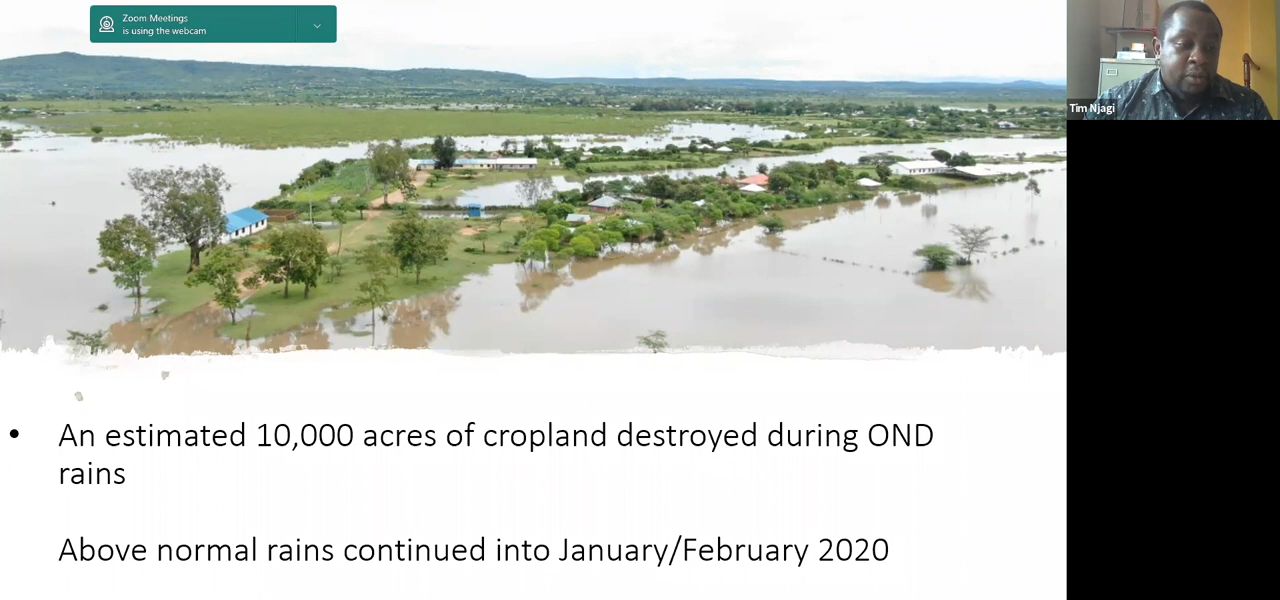 Zoom Meetings
is using the webcam
Tim Njagi
• An estimated 10,000 acres of cropland destroyed during OND
rains
Above normal rains continued into January/February 2020